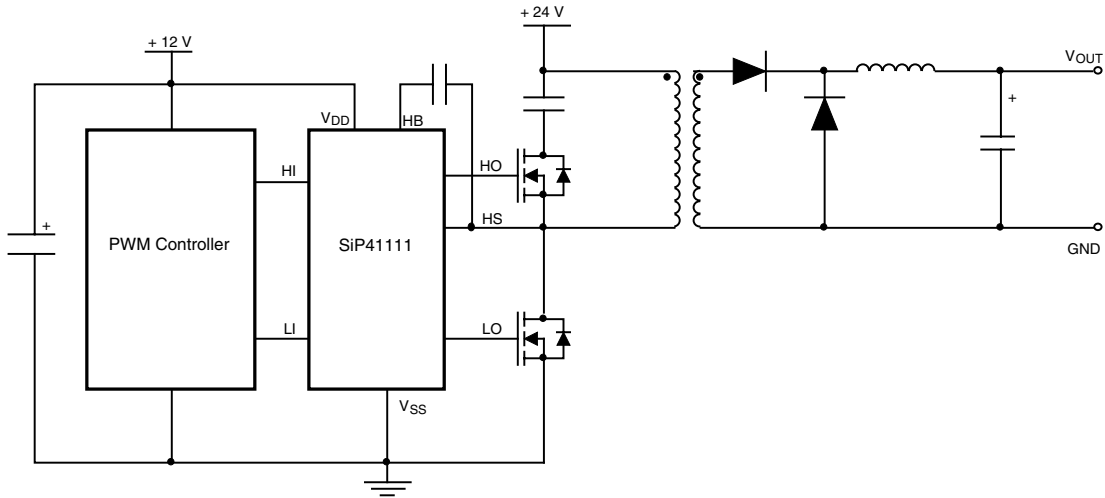 + 24 V
+ 12 V
VOUT
+
VDD
HB
HI
HO
+
PWM Controller
SiP41111
HS
GND
LI
LO
VSS